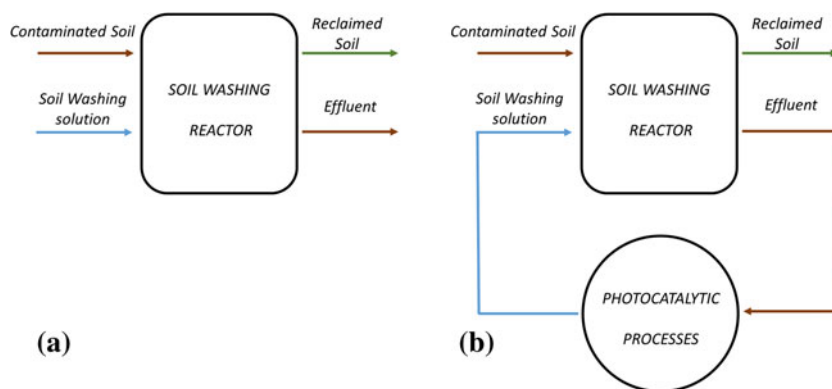 Contaminated Soil
Reclaimed
Soil
Soil Washing
solution
SOIL WASHING
REACTOR
Effluent
(a)
Contaminated Soil
Reclaimed
Soil
Soil Washing
solution
SOIL WASHING
REACTOR
Effluent
PHOTOCATALYTIC
PROCESSES
(b)